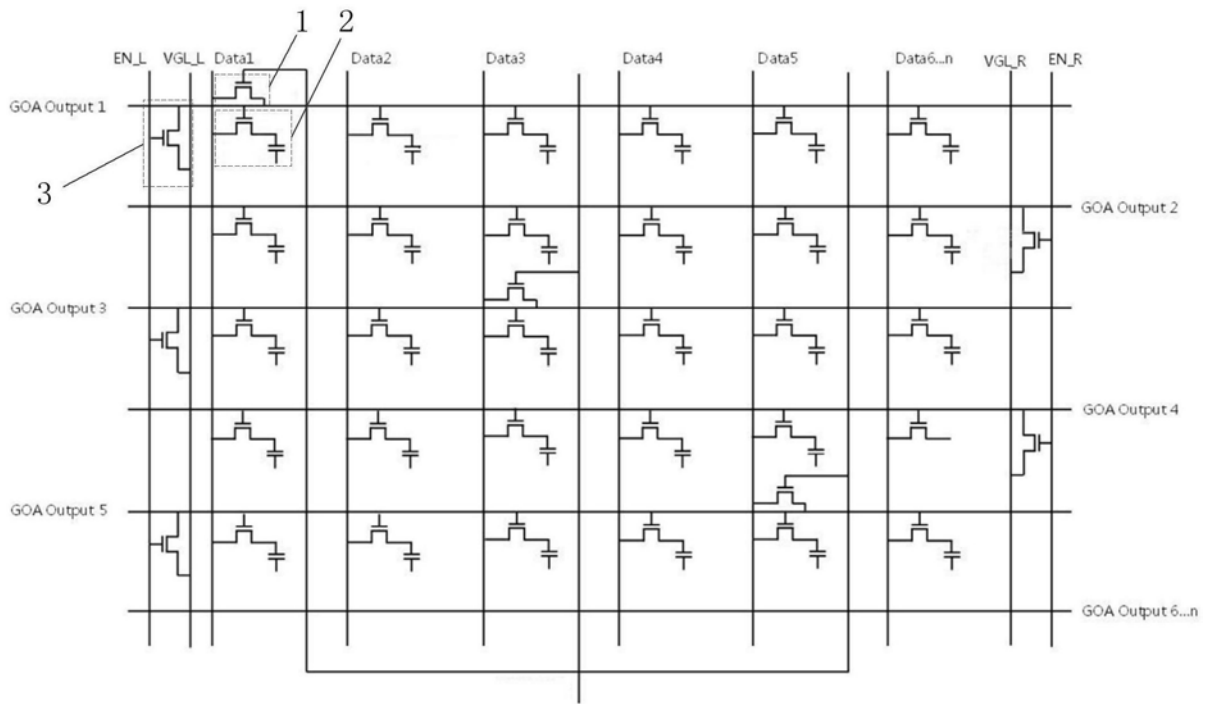 1 2
EN_L VGL_L Data1 Data2 Data3 Data4 Data5 Data6...n VGL_R EN_R
GOA Output 1
3
GOA Output 2
GOA Output 3
GOA Output 4
GOA Output 5
GOA Output 6...n